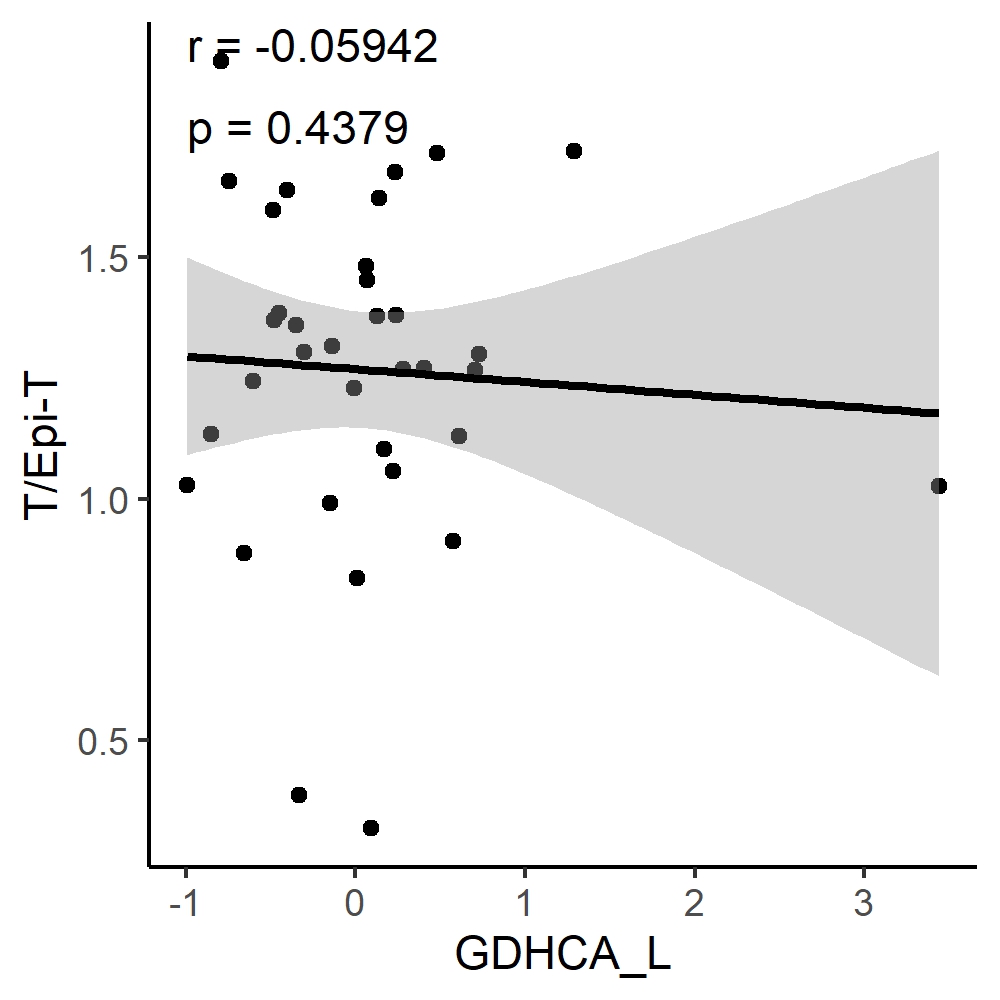 r = -0.05942
p = 0.4379
1.5
1.0
0.5
T/Epi-T
-1 0 1 2 3
GDHCA_L